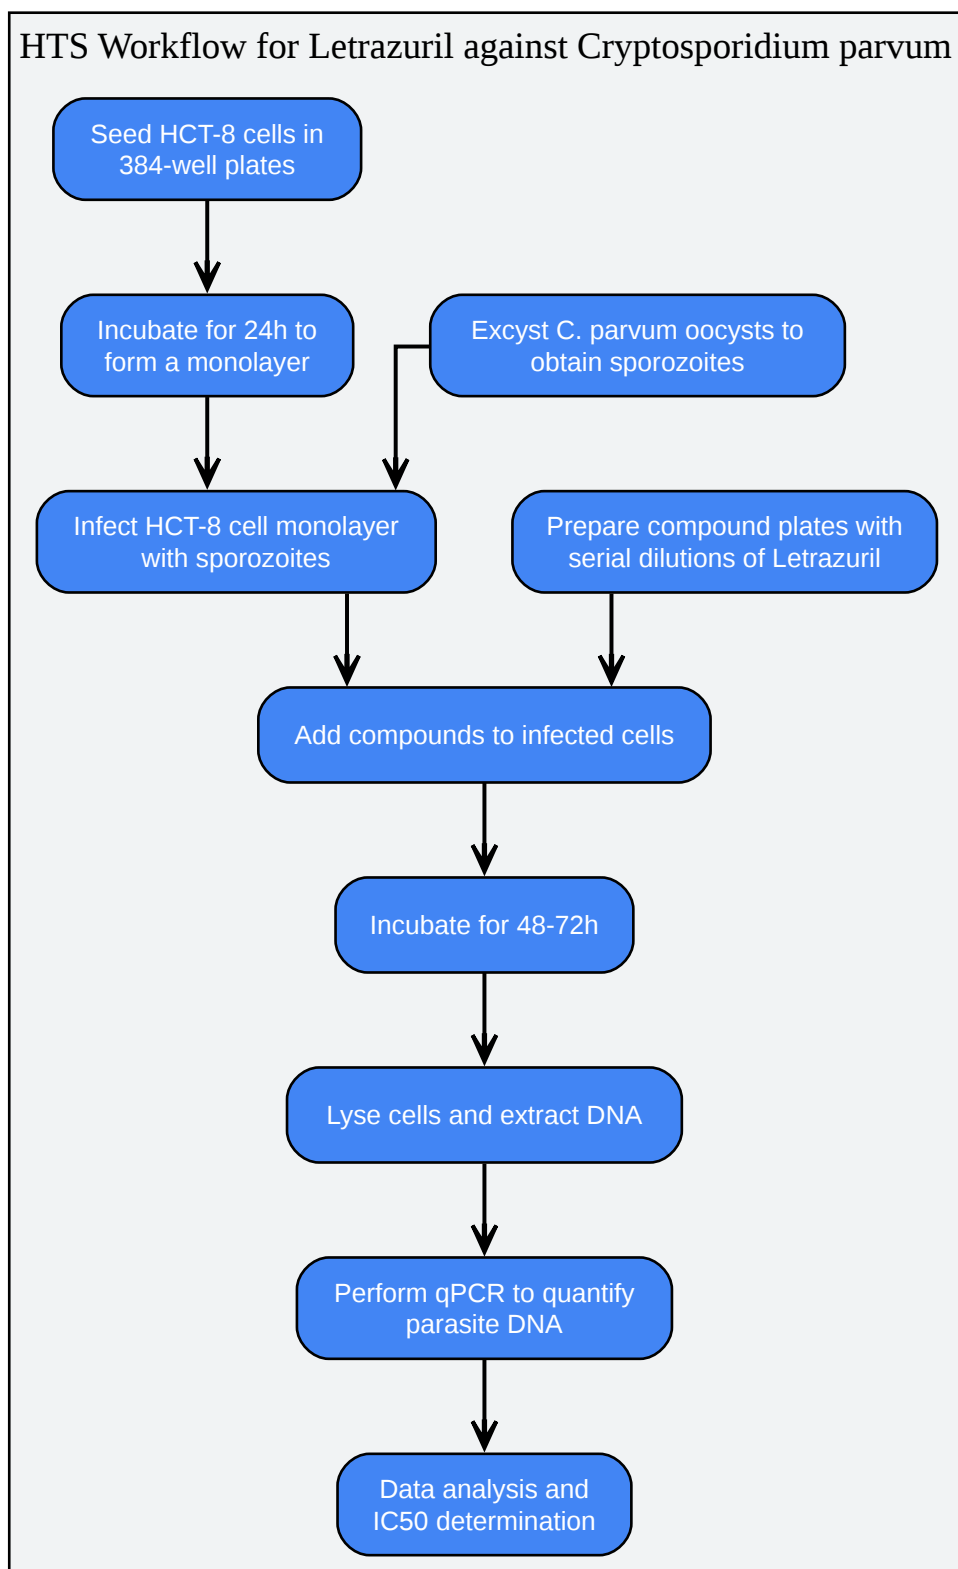 HTS Workflow for Letrazuril against Cryptosporidium parvum
Seed HCT-8 cells in
384-well plates
Incubate for 24h to
form a monolayer
Excyst C. parvum oocysts to
obtain sporozoites
Infect HCT-8 cell monolayer
with sporozoites
Prepare compound plates with
serial dilutions of Letrazuril
Add compounds to infected cells
Incubate for 48-72h
Lyse cells and extract DNA
Perform qPCR to quantify
parasite DNA
Data analysis and
IC50 determination